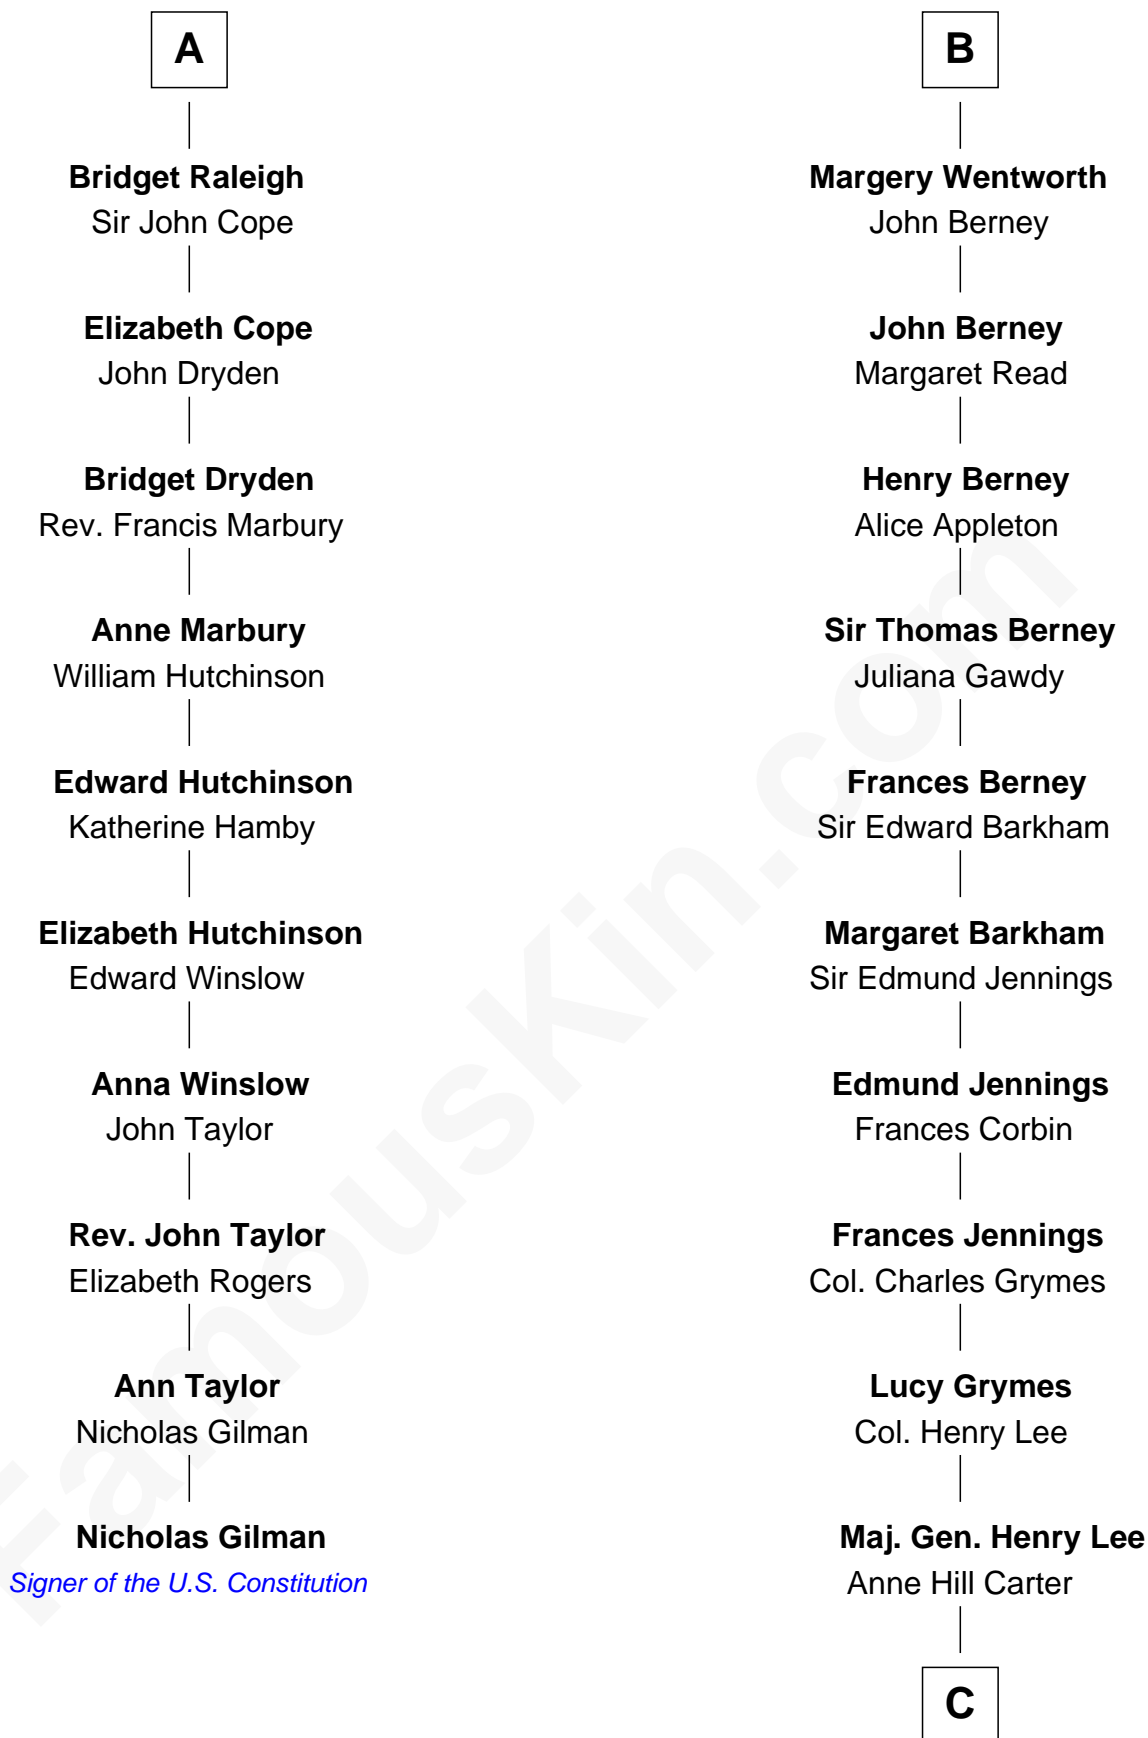 A
Bridget Raleigh
Sir John Cope
Elizabeth Cope
John Dryden
Bridget Dryden
Rev. Francis Marbury
Anne Marbury
William Hutchinson
Edward Hutchinson
Katherine Hamby
Elizabeth Hutchinson
Edward Winslow
Anna Winslow
John Taylor
Rev. John Taylor
Elizabeth Rogers
Ann Taylor
Nicholas Gilman
Nicholas Gilman
Signer of the U.S. Constitution
B
Margery Wentworth
John Berney
John Berney
Margaret Read
Henry Berney
Alice Appleton
Sir Thomas Berney
Juliana Gawdy
Frances Berney
Sir Edward Barkham
Margaret Barkham
Sir Edmund Jennings
Edmund Jennings
Frances Corbin
Frances Jennings
Col. Charles Grymes
Lucy Grymes
Col. Henry Lee
Maj. Gen. Henry Lee
Anne Hill Carter
C
FamousKin.com